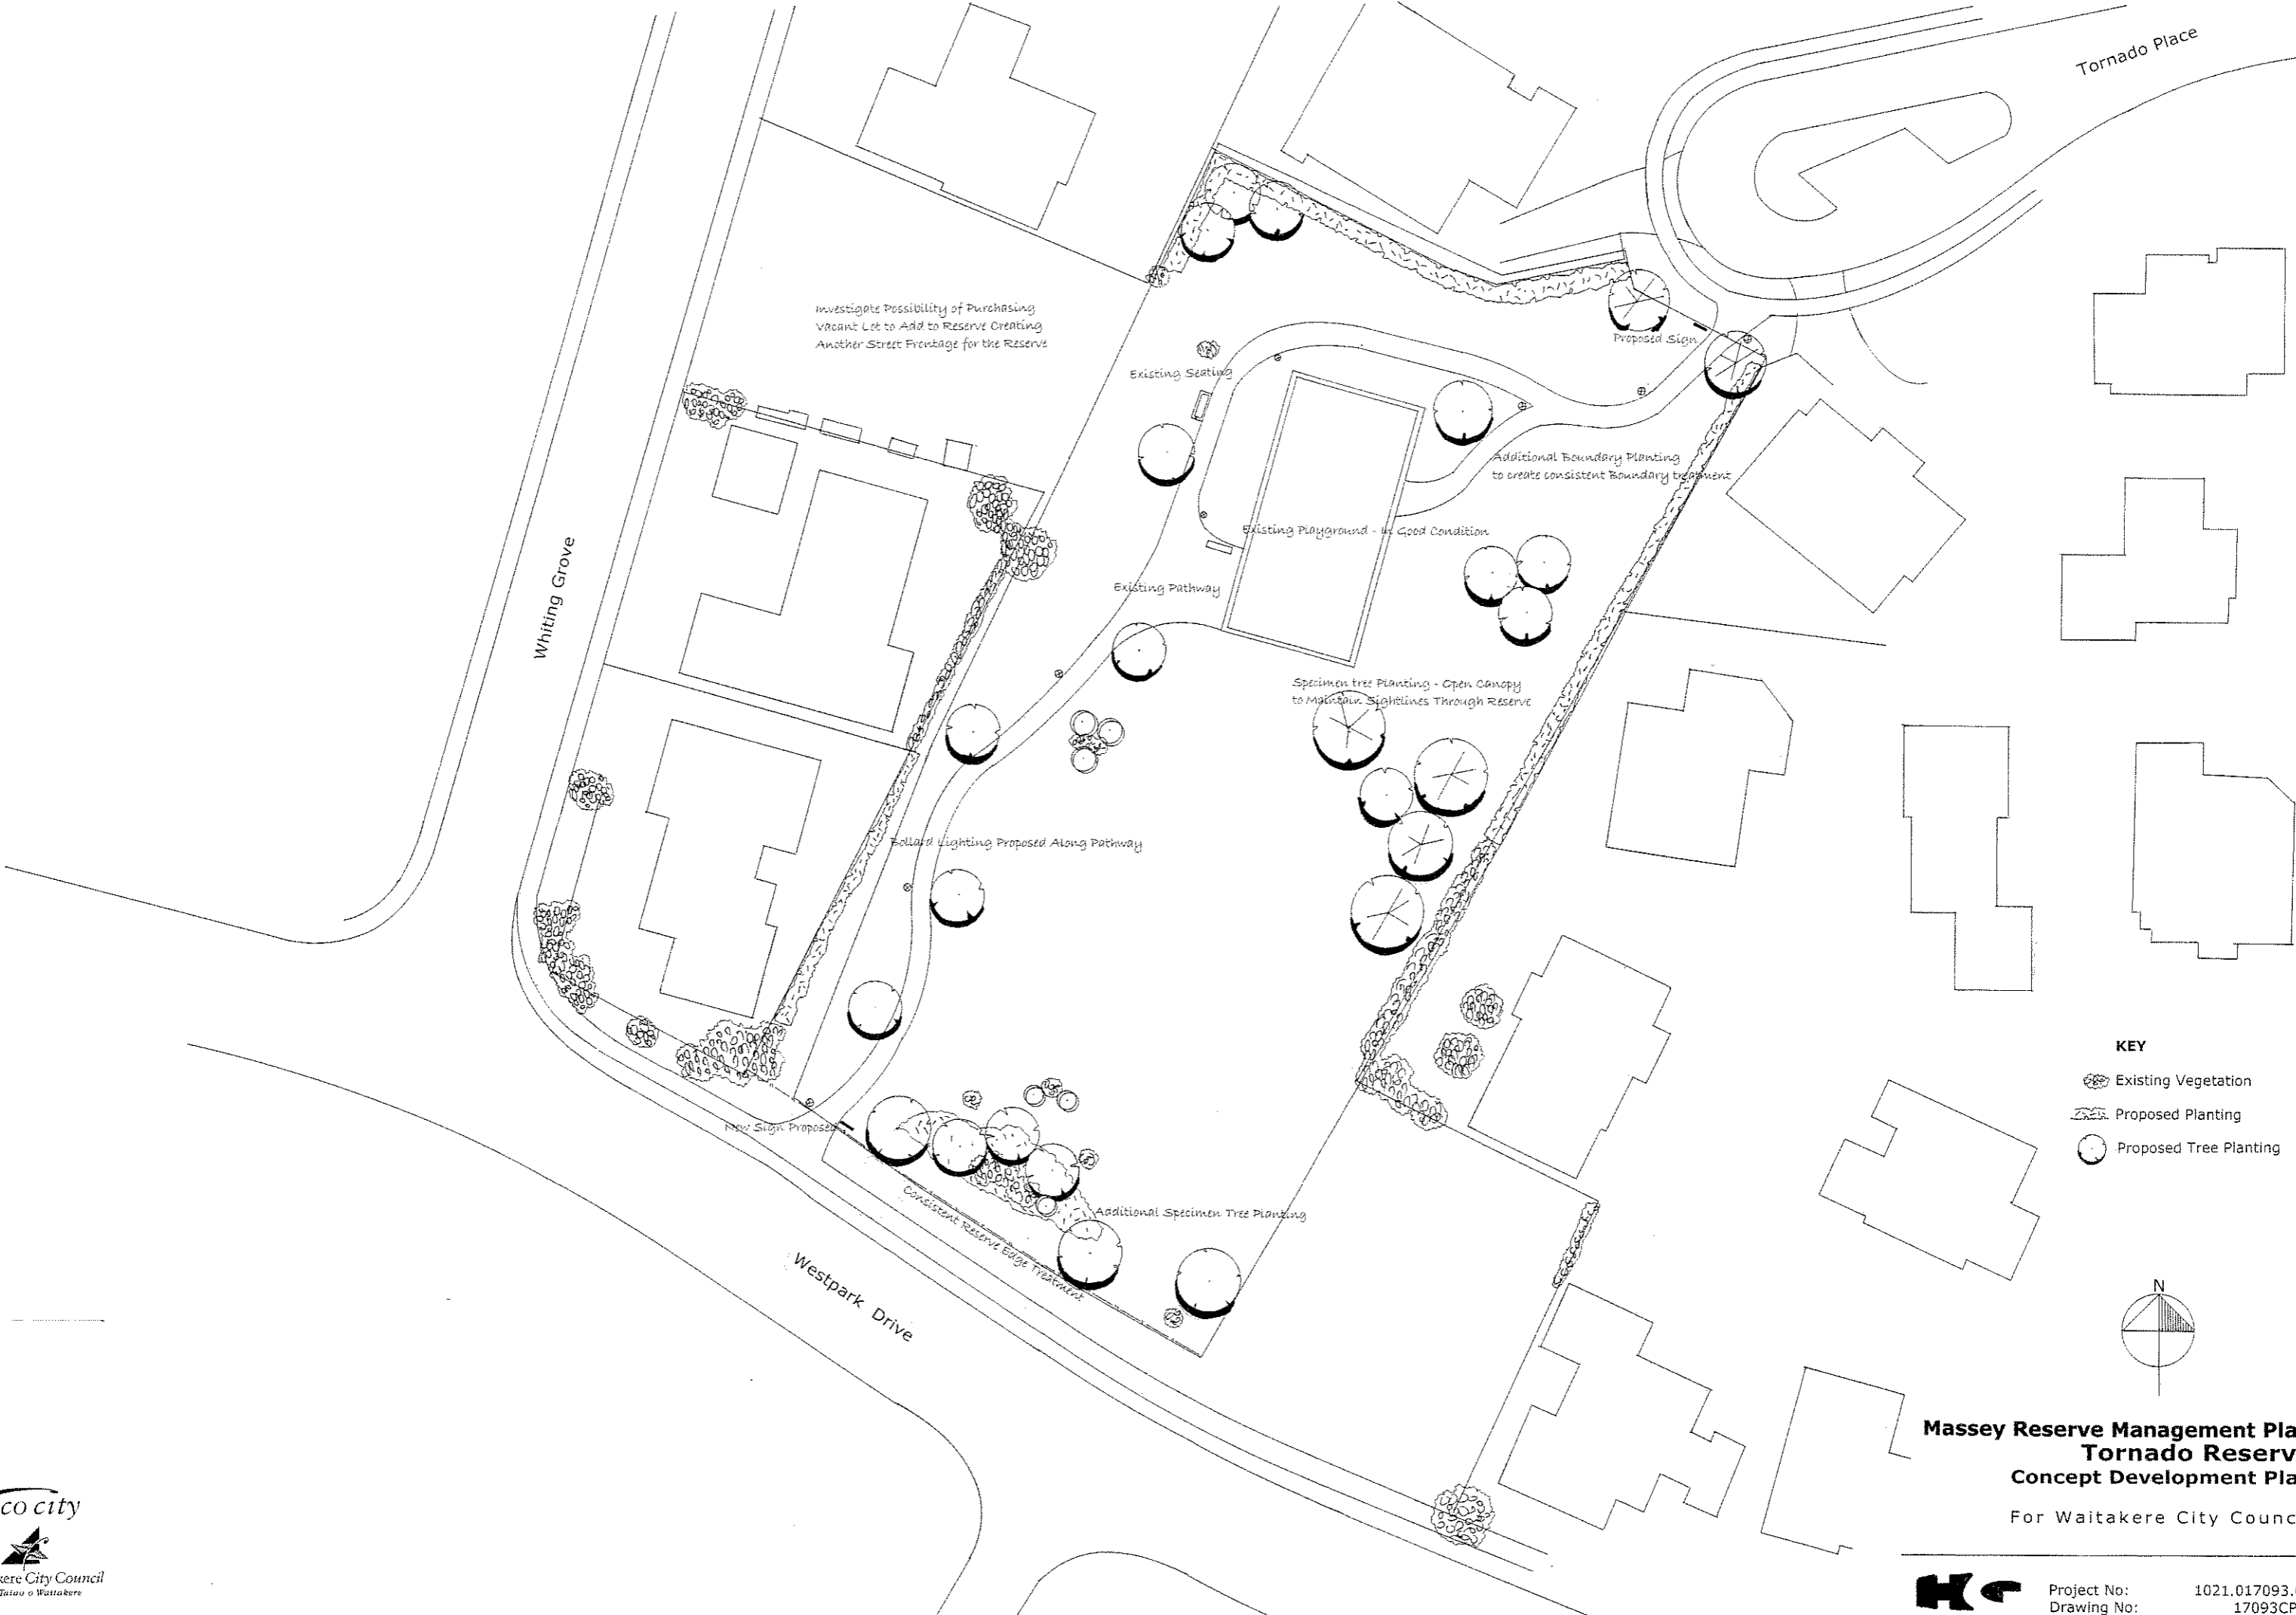 Tornado Place
Investigate Possibility of Purchasing
Vacant Lot to Add to Reserve Creating
Another Street Frontage for the Reserve
Proposed Sign
Existing Seating
Additional Boundary Planting
to create consistent Boundary treatment
Existing Playground - In Good Condition
Whiting Grove
Existing Pathway
Specimen tree Planting - Open Canopy
to Maintain Sightlines Through Reserve
Bollard Lighting Proposed Along Pathway
New Sign Proposed
Consistent Reserve Edge Treatment
Additional Specimen Tree Planting
Westpark Drive
KEY
Existing Vegetation
Proposed Planting
Proposed Tree Planting
N
Massey Reserve Management Pla
Tornado Reserv
Concept Development Pla
For Waitakere City Counc
co city
kere City Council
Taiao o Waitakere
Project No: 1021.017093.
Drawing No: 17093CP